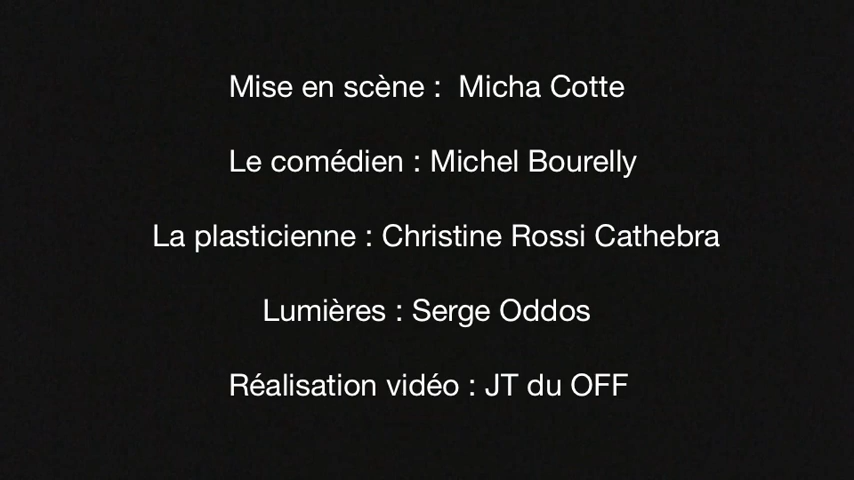 Mise en scène :  Micha Cotte
Le comédien : Michel Bourelly
La plasticienne : Christine Rossi Cathebra
Lumières : Serge Oddos
Réalisation vidéo : JT du OFF